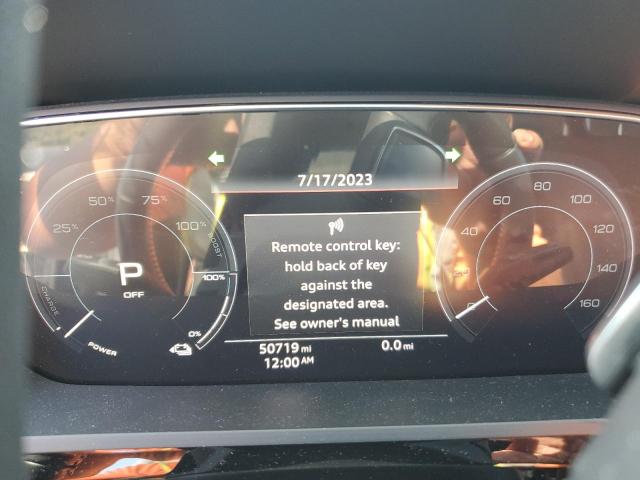 7/17/2023
50% 75%
25% 100%
BOOST
100%
P
OFF
CHARGE
POWER
0%
Remote control key:
hold back of key
against the
designated area.
See owner's manual
50719 mi 0.0 mi
12:00 AM
80 100
60 120
40 140
0 160